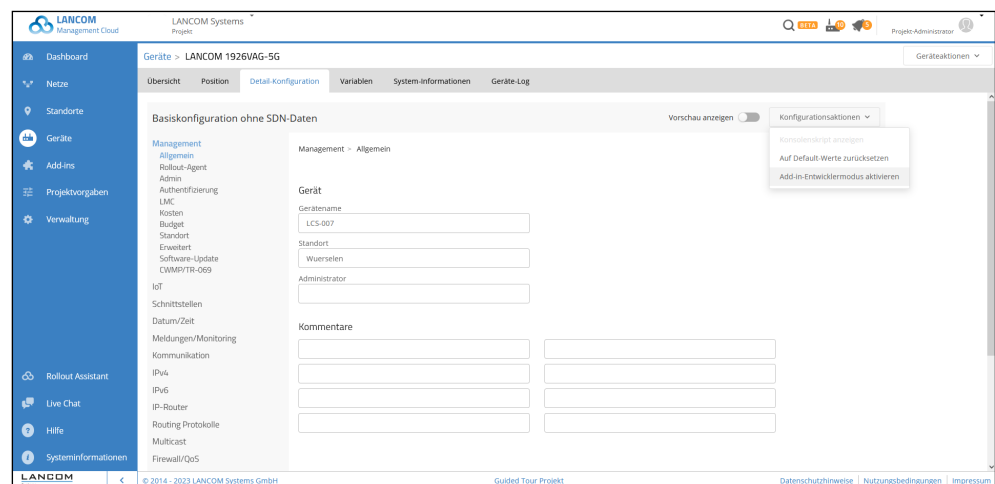 LANCOM
Management Cloud
LANCOM Systems
Projekt
BETA
Projekt-Administrator
Dashboard
Netze
Standorte
Geräte
Add-ins
Projektvorgaben
Verwaltung
Rollout Assistant
Live Chat
Hilfe
Systeminformationen
LANCOM
Geräte > LANCOM 1926VAG-5G
Geräteaktionen
Übersicht Position Detail-Konfiguration Variablen System-Informationen Geräte-Log
Basiskonfiguration ohne SDN-Daten
Vorschau anzeigen
Konfigurationsaktionen
Konsolenskript anzeigen
Auf Default-Werte zurücksetzen
Add-in-Entwicklermodus aktivieren
Management
Allgemein
Rollout-Agent
Admin
Authentifizierung
LMC
Kosten
Budget
Standort
Erweitert
Software-Update
CWMP/TR-069
IoT
Schnittstellen
Datum/Zeit
Meldungen/Monitoring
Kommunikation
IPv4
IPv6
IP-Router
Routing Protokolle
Multicast
Firewall/QoS
Management > Allgemein
Gerät
Gerätename
LCS-007
Standort
Wuerselen
Administrator
Kommentare
© 2014 - 2023 LANCOM Systems GmbH
Guided Tour Projekt
Datenschutzhinweise | Nutzungsbedingungen | Impressum